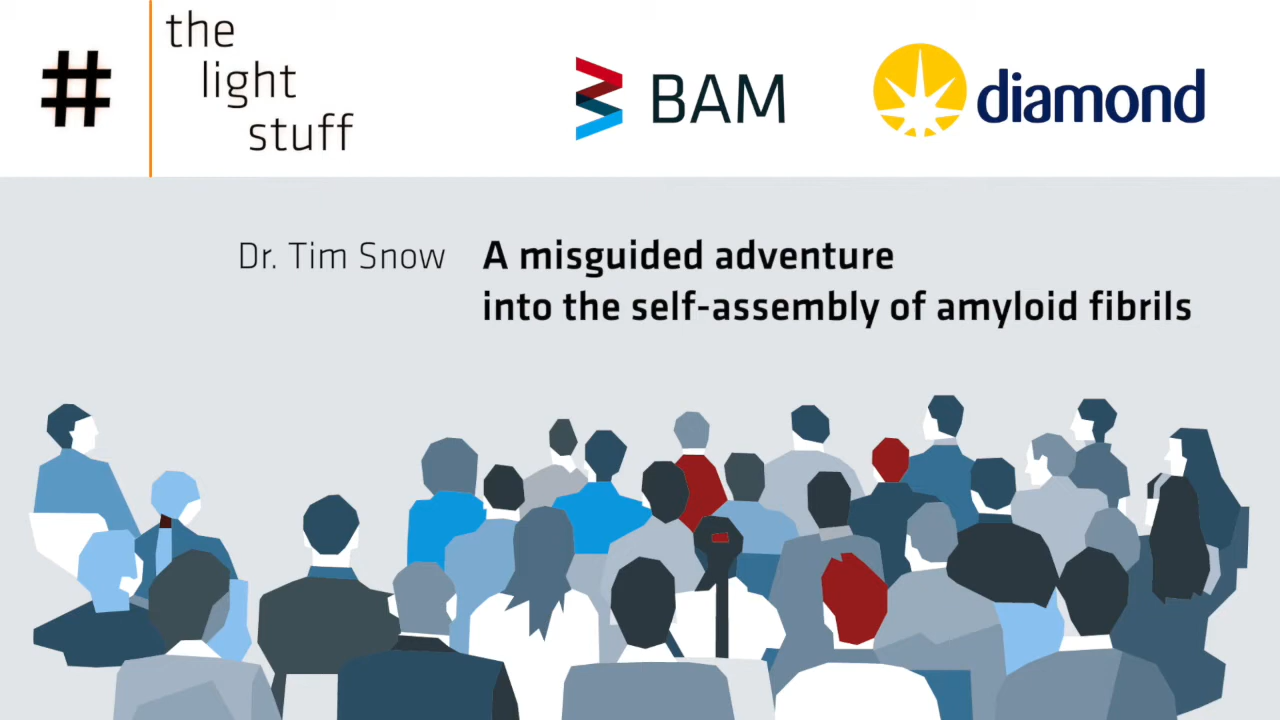 #
the
light
stuff
BAM
diamond
Dr. Tim Snow
A misguided adventure
into the self-assembly of amyloid fibrils